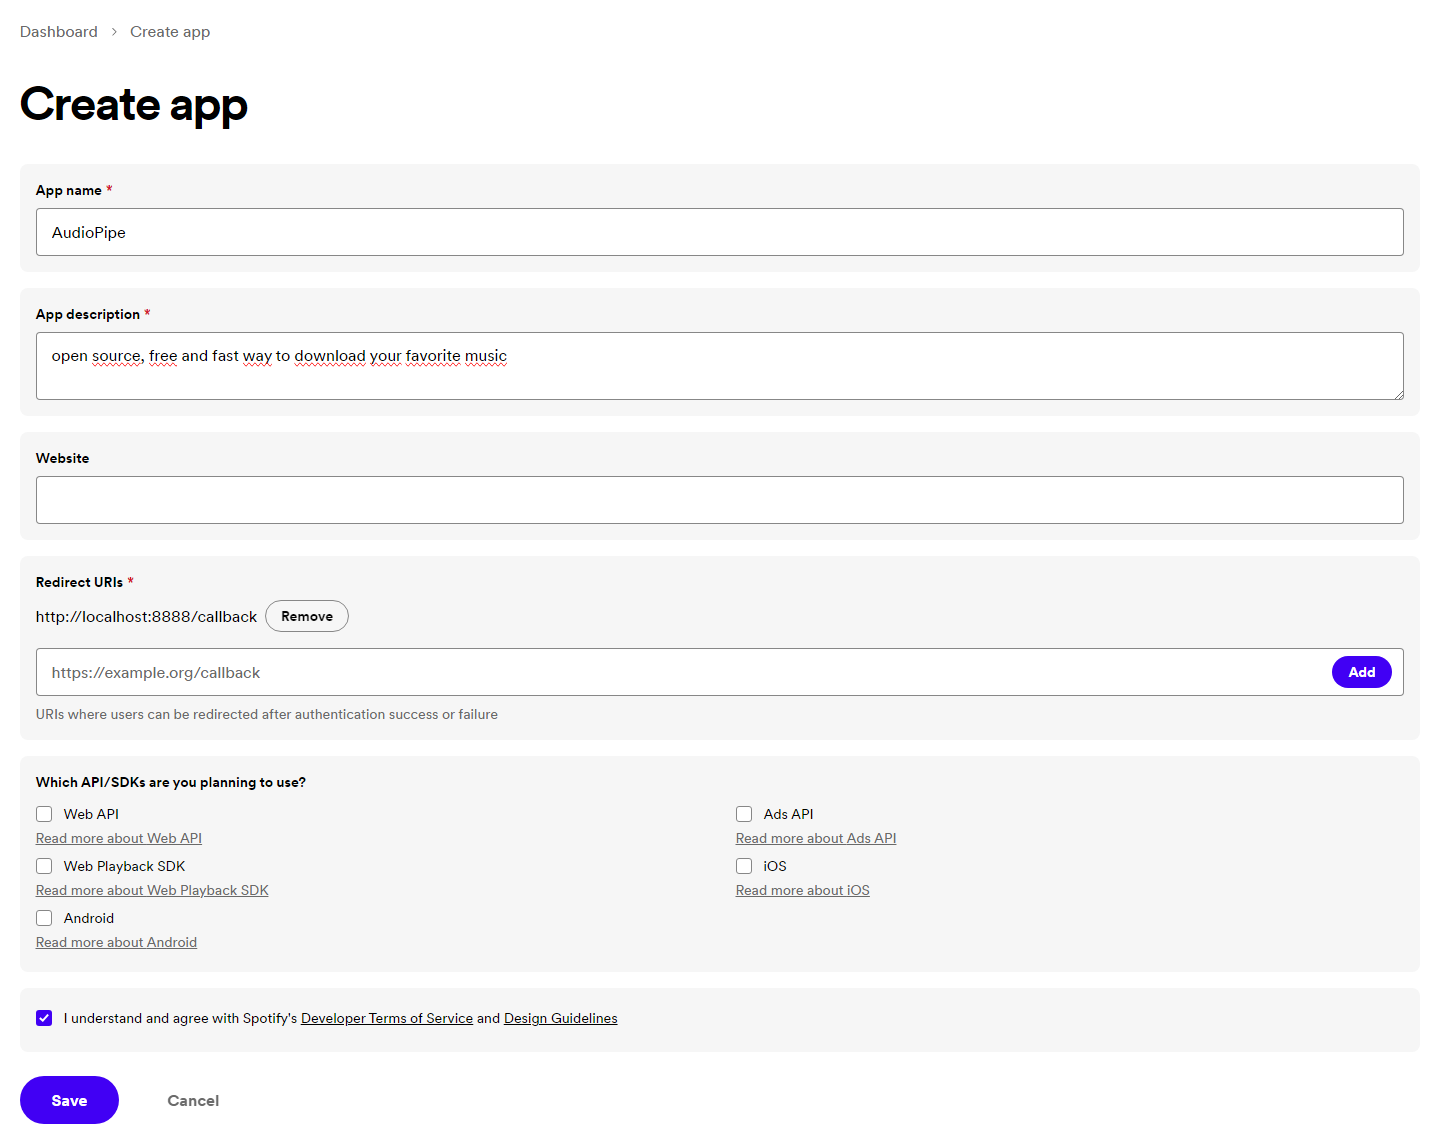 Dashboard > Create app
Create app
App name *
AudioPipe
App description *
open source, free and fast way to download your favorite music
Website
Redirect URIs *
http://localhost:8888/callback Remove
https://example.org/callback Add
URIs where users can be redirected after authentication success or failure
Which API/SDKs are you planning to use?
Web API
Read more about Web API
Ads API
Read more about Ads API
Web Playback SDK
Read more about Web Playback SDK
iOS
Read more about iOS
Android
Read more about Android
I understand and agree with Spotify's Developer Terms of Service and Design Guidelines
Save Cancel